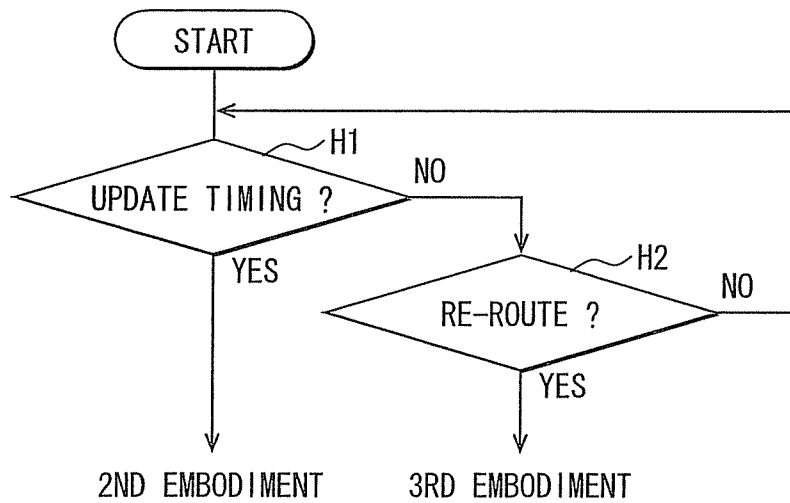 START
H1
NO
UPDATE TIMING ?
YES
H2
NO
RE-ROUTE ?
YES
2ND EMBODIMENT
3RD EMBODIMENT